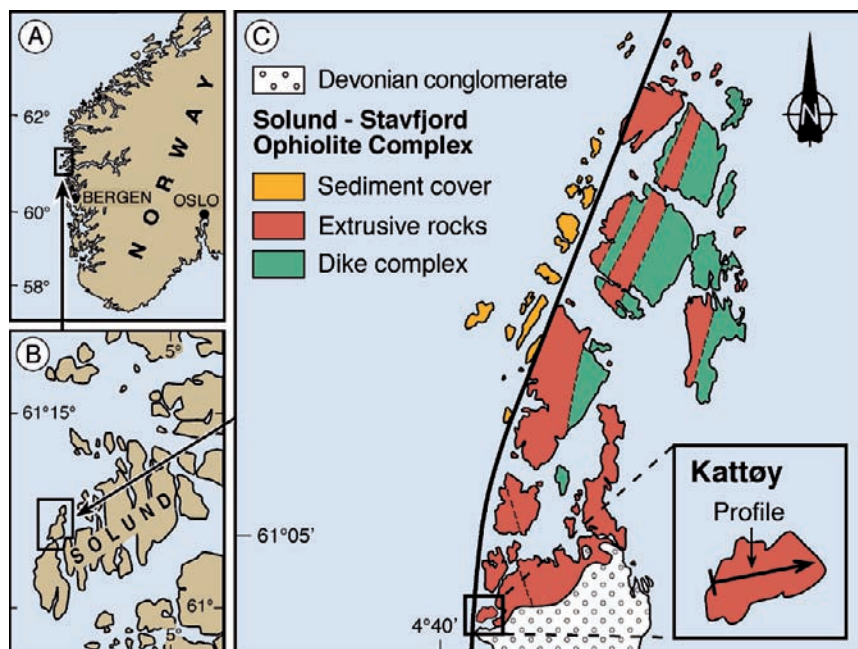 A
62°
60°
58°
NORWAY
BERGEN
OSLO
B
5°
61°15'
SOLUND
61°
5°
C
Devonian conglomerate
Solund - Stavfjord
Ophiolite Complex
Sediment cover
Extrusive rocks
Dike complex
N
61°05'
4°40'
Kattøy
Profile